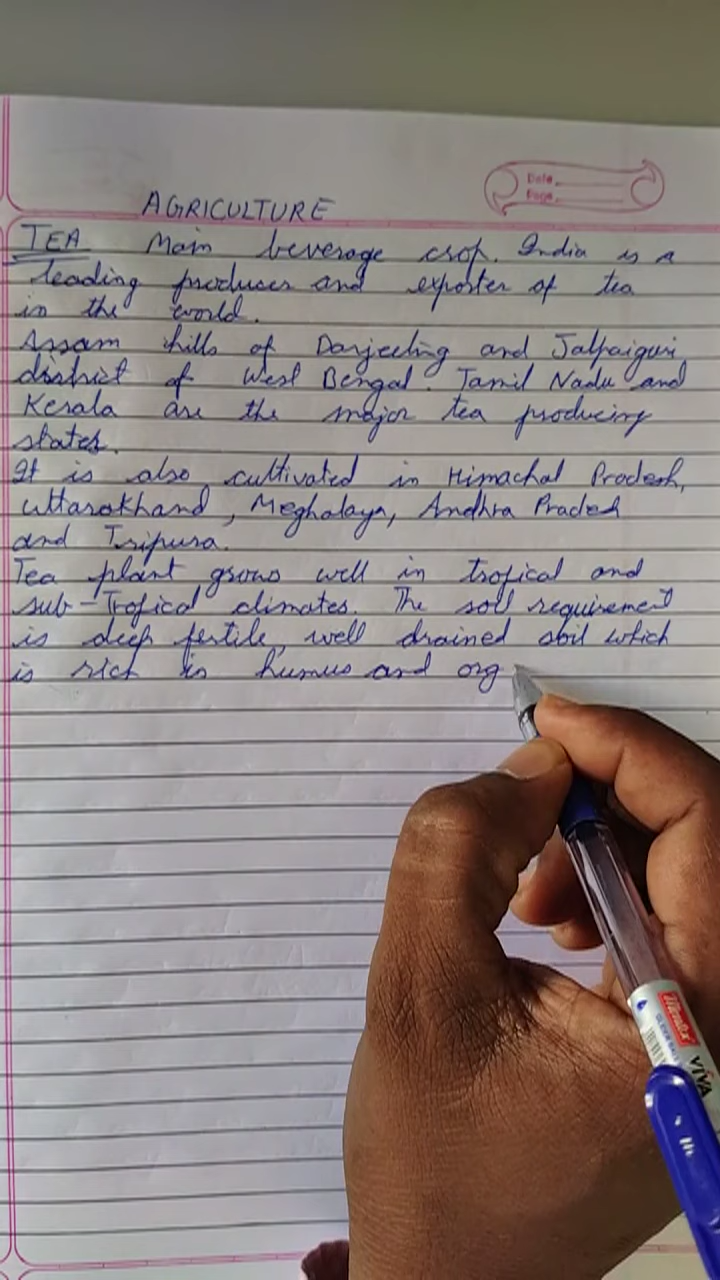 Date
Page
AGRICULTURE
TEA Main beverage crop. India is a
leading producer and exporter of tea
in the world.
Assam hills of Darjeeling and Jalpaiguri
district of West Bengal. Tamil Nadu and
Kerala are the major tea producing
states.
It is also cultivated in Himachal Pradesh,
Uttarakhand, Meghalaya, Andhra Pradesh
and Tripura.
Tea plant grows well in tropical and
sub-Tropical climates. The soil requirement
is deep fertile, well drained soil which
is rich in humus and org
VIVA